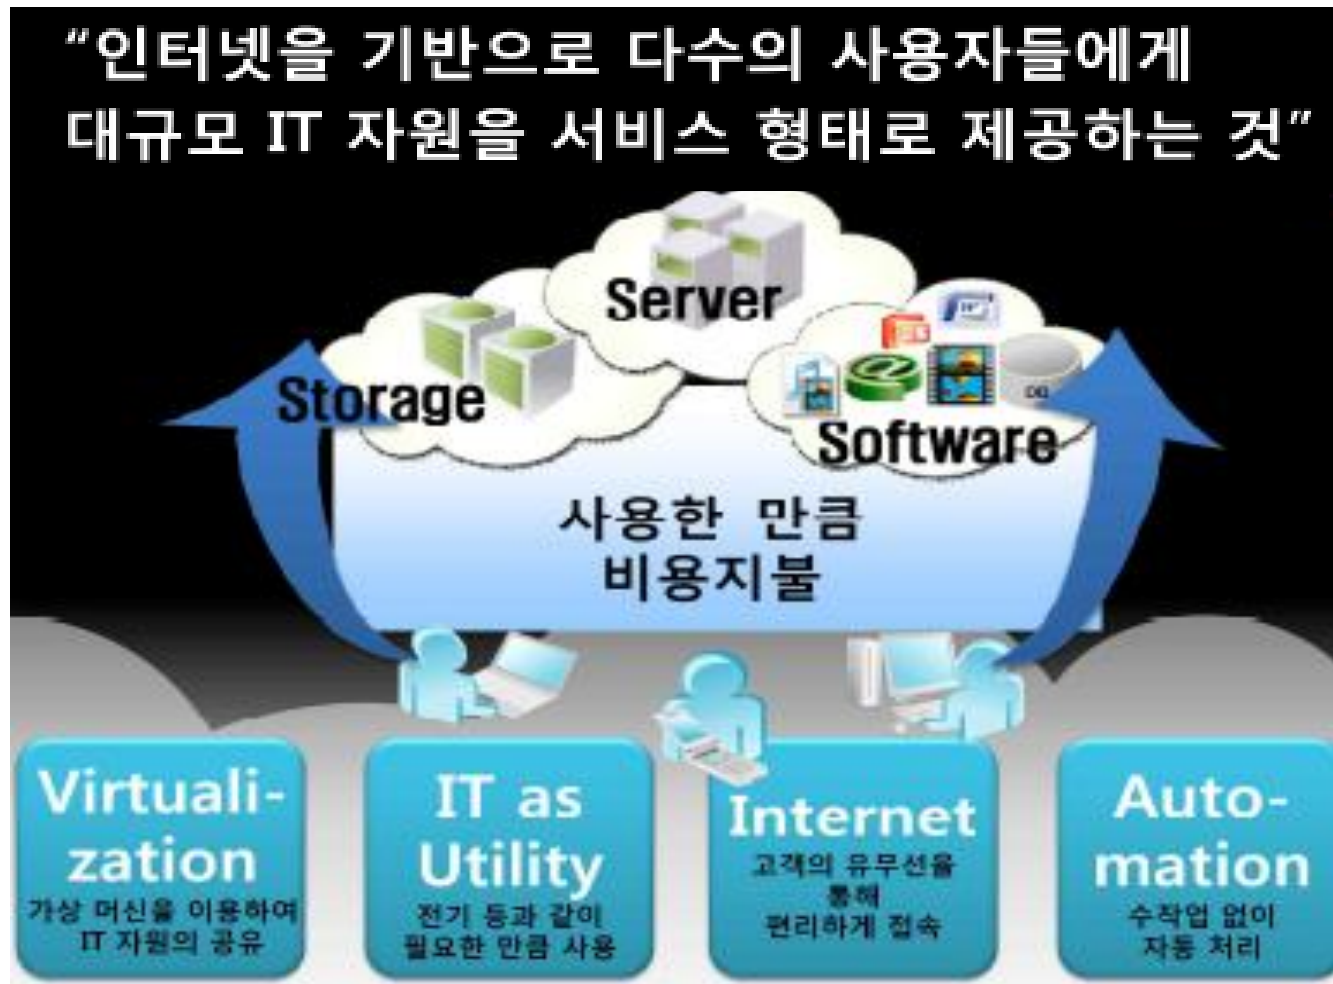 “인터넷을 기반으로 다수의 사용자들에게
대규모 IT 자원을 서비스 형태로 제공하는 것”
Server
Storage
DB
Software
사용한 만큼
비용지불
Virtuali-
zation
가상 머신을 이용하여
IT 자원의 공유
IT as
Utility
전기 등과 같이
필요한 만큼 사용
Internet
고객의 유무선을
통해
편리하게 접속
Auto-
mation
수작업 없이
자동 처리